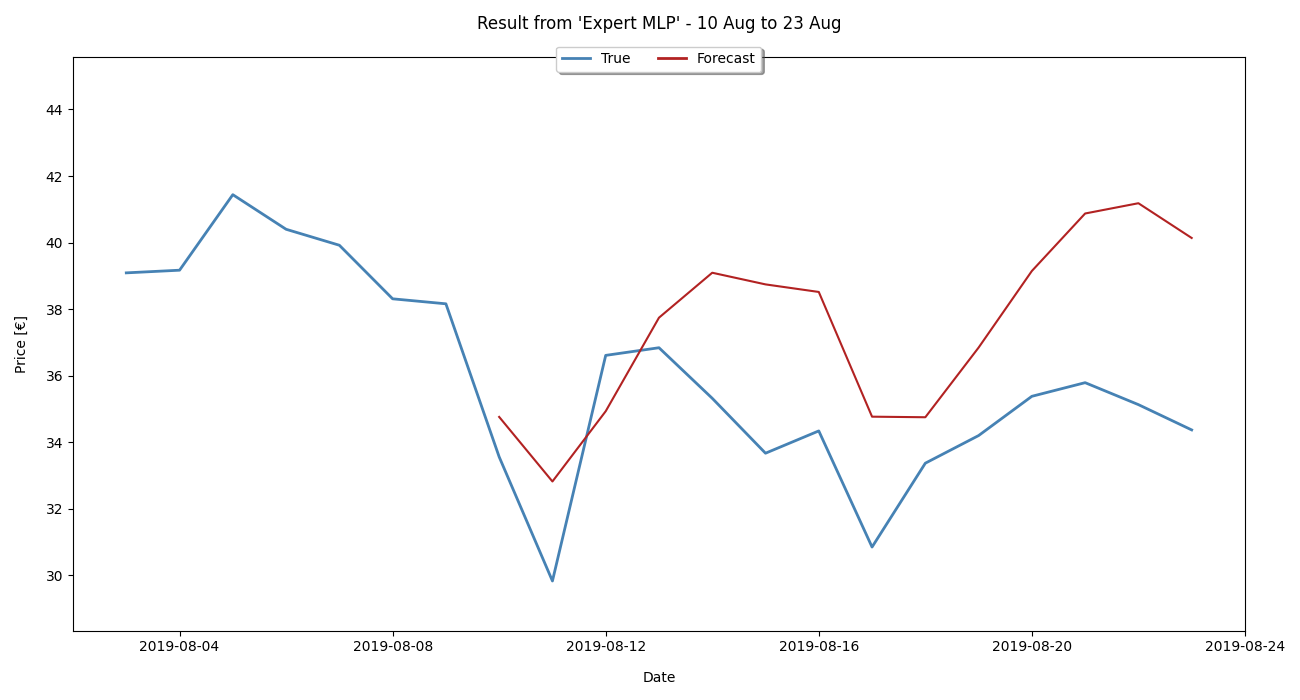 Result from 'Expert MLP' - 10 Aug to 23 Aug
True Forecast
Price [€]
44
42
40
38
36
34
32
30
2019-08-04 2019-08-08 2019-08-12 2019-08-16 2019-08-20 2019-08-24
Date